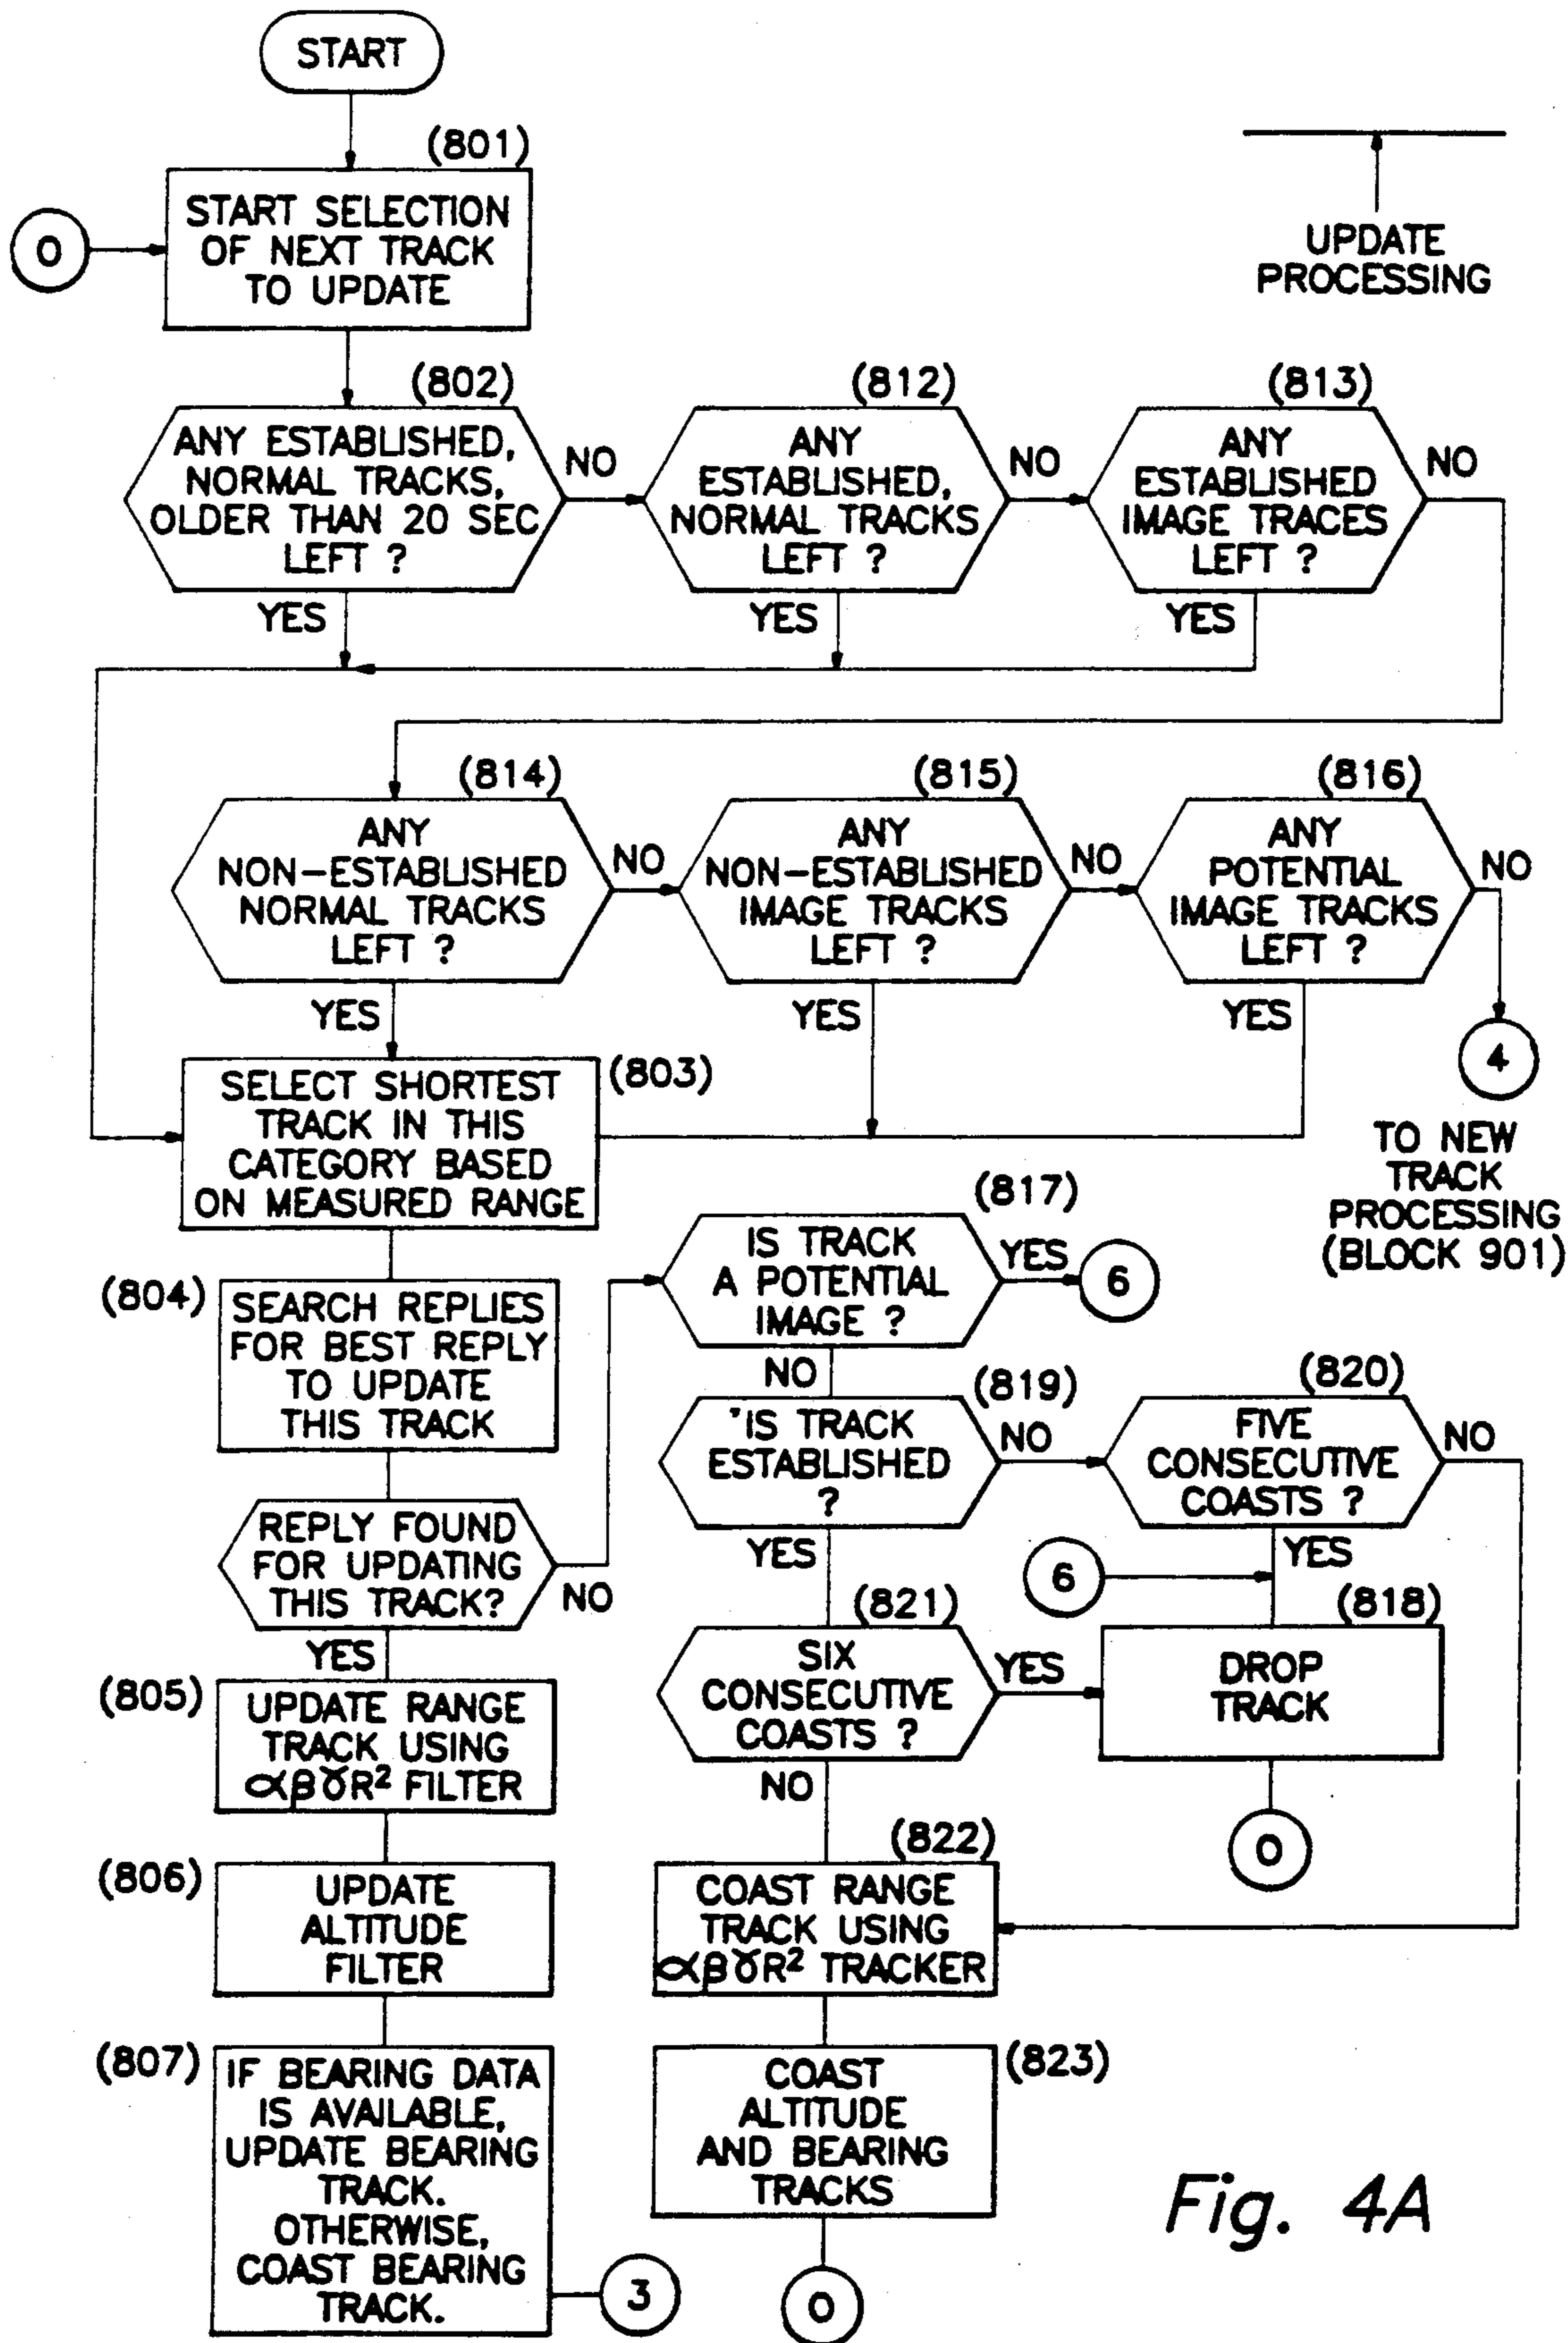 START
(801)
START SELECTION
OF NEXT TRACK
TO UPDATE
0
UPDATE
PROCESSING
(802)
ANY ESTABLISHED,
NORMAL TRACKS,
OLDER THAN 20 SEC
LEFT ?
NO
YES
(812)
ANY
ESTABLISHED,
NORMAL TRACKS
LEFT ?
NO
YES
(813)
ANY
ESTABLISHED
IMAGE TRACES
LEFT ?
NO
YES
(814)
ANY
NON-ESTABLISHED
NORMAL TRACKS
LEFT ?
NO
YES
(815)
ANY
NON-ESTABLISHED
IMAGE TRACKS
LEFT ?
NO
YES
(816)
ANY
POTENTIAL
IMAGE TRACKS
LEFT ?
NO
YES
4
TO NEW
TRACK
PROCESSING
(BLOCK 901)
(803)
SELECT SHORTEST
TRACK IN THIS
CATEGORY BASED
ON MEASURED RANGE
(804)
SEARCH REPLIES
FOR BEST REPLY
TO UPDATE
THIS TRACK
REPLY FOUND
FOR UPDATING
THIS TRACK?
NO
YES
(805)
UPDATE RANGE
TRACK USING
αβγR² FILTER
(806)
UPDATE
ALTITUDE
FILTER
(807)
IF BEARING DATA
IS AVAILABLE,
UPDATE BEARING
TRACK.
OTHERWISE,
COAST BEARING
TRACK.
3
(817)
IS TRACK
A POTENTIAL
IMAGE ?
YES
6
NO
(819)
IS TRACK
ESTABLISHED
?
NO
YES
(820)
FIVE
CONSECUTIVE
COASTS ?
NO
YES
6
(821)
SIX
CONSECUTIVE
COASTS ?
YES
NO
(818)
DROP
TRACK
0
(822)
COAST RANGE
TRACK USING
αβγR² TRACKER
(823)
COAST
ALTITUDE
AND BEARING
TRACKS
0
Fig. 4A